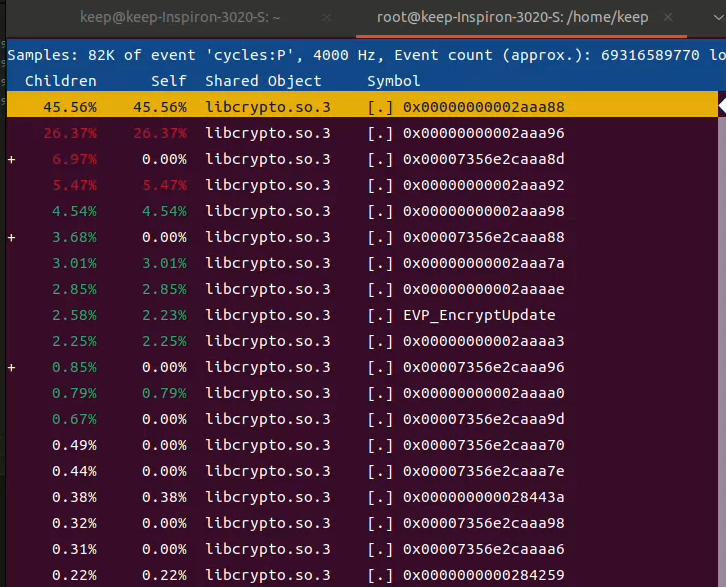 keep@keep-Inspiron-3020-S: ~ × root@keep-Inspiron-3020-S: /home/keep ×
Samples: 82K of event 'cycles:P', 4000 Hz, Event count (approx.): 69316589770 lo
Children Self Shared Object Symbol
45.56% 45.56% libcrypto.so.3 [.] 0x00000000002aaa88
26.37% 26.37% libcrypto.so.3 [.] 0x00000000002aaa96
+ 6.97% 0.00% libcrypto.so.3 [.] 0x00007356e2caaa8d
5.47% 5.47% libcrypto.so.3 [.] 0x00000000002aaa92
4.54% 4.54% libcrypto.so.3 [.] 0x00000000002aaa98
+ 3.68% 0.00% libcrypto.so.3 [.] 0x00007356e2caaa88
3.01% 3.01% libcrypto.so.3 [.] 0x00000000002aaa7a
2.85% 2.85% libcrypto.so.3 [.] 0x00000000002aaaae
2.58% 2.23% libcrypto.so.3 [.] EVP_EncryptUpdate
2.25% 2.25% libcrypto.so.3 [.] 0x00000000002aaaa3
+ 0.85% 0.00% libcrypto.so.3 [.] 0x00007356e2caaa96
0.79% 0.79% libcrypto.so.3 [.] 0x00000000002aaaa0
0.67% 0.00% libcrypto.so.3 [.] 0x00007356e2caaa9d
0.49% 0.00% libcrypto.so.3 [.] 0x00007356e2caaa70
0.44% 0.00% libcrypto.so.3 [.] 0x00007356e2caaa7e
0.38% 0.38% libcrypto.so.3 [.] 0x000000000028443a
0.32% 0.00% libcrypto.so.3 [.] 0x00007356e2caaa98
0.31% 0.00% libcrypto.so.3 [.] 0x00007356e2caaaa6
0.22% 0.22% libcrypto.so.3 [.] 0x0000000000284259